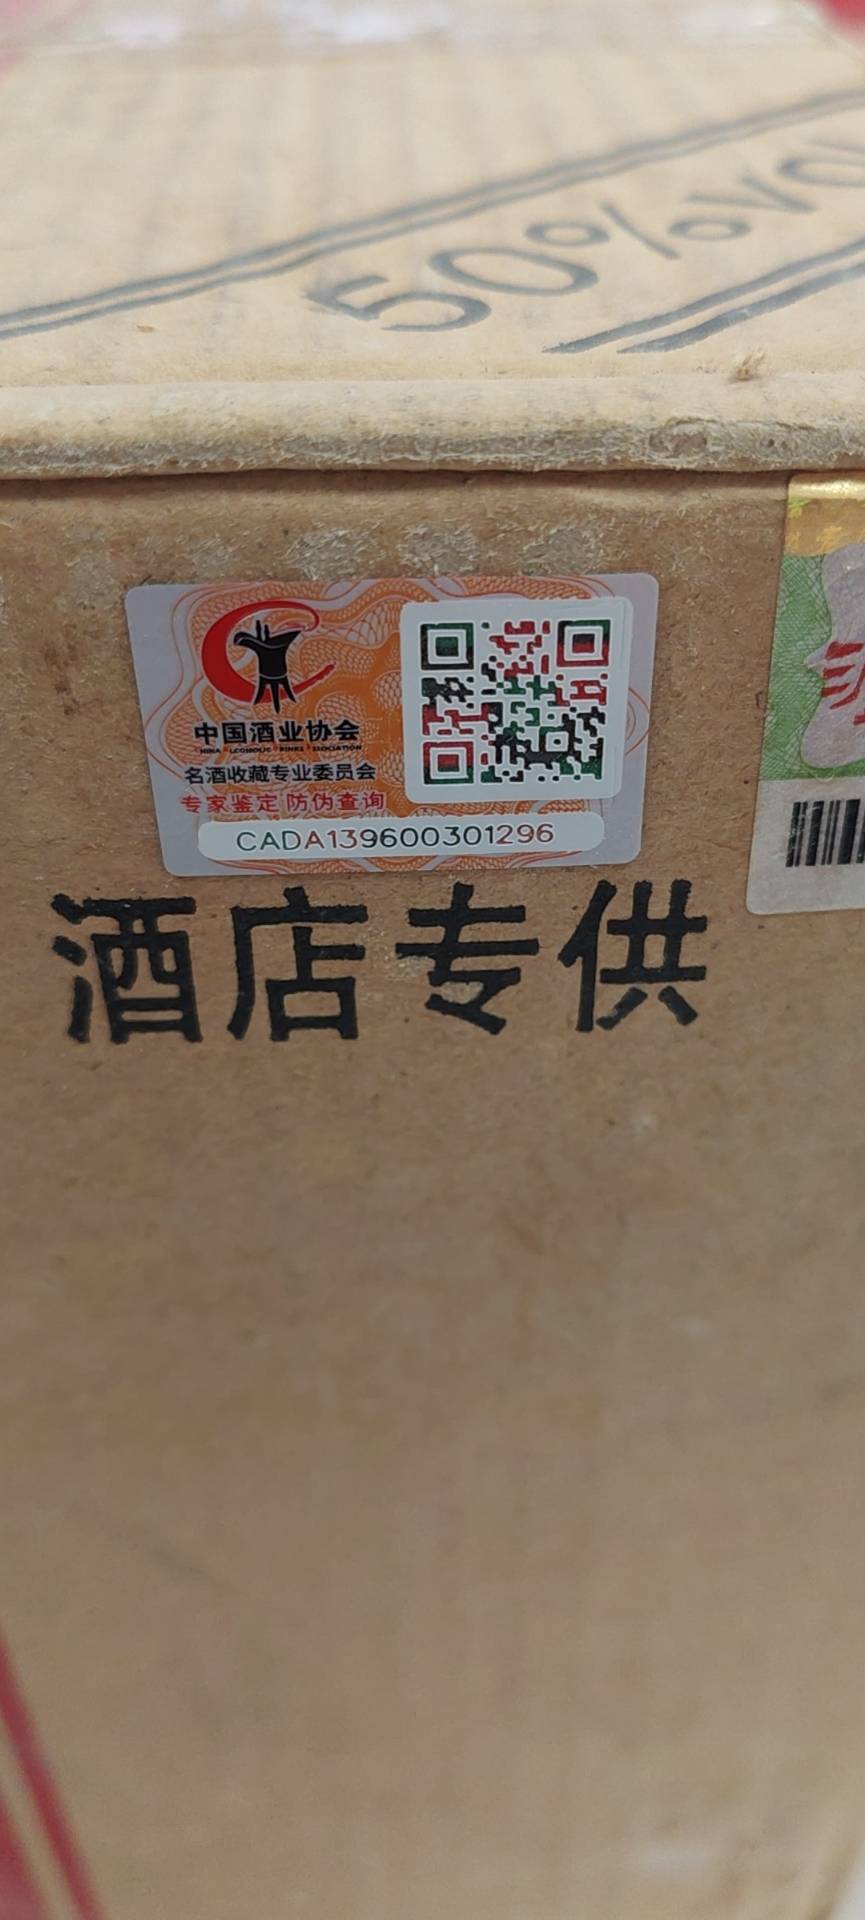 50%vol
中国酒业协会
CHINA ALCOHOLIC DRINKS ASSOCIATION
名酒收藏专业委员会
专家鉴定 防伪查询
CADA139600301296
酒店专供